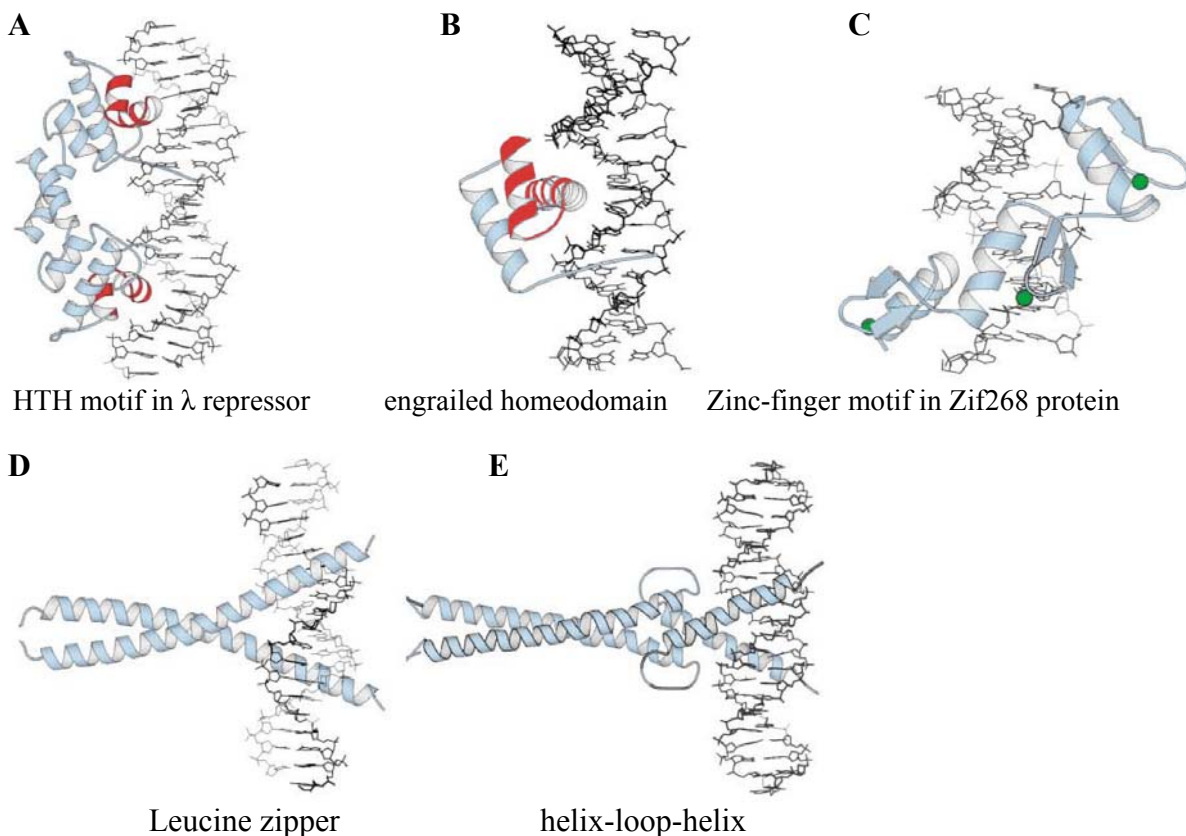 A B C
HTH motif in λ repressor engrailed homeodomain Zinc-finger motif in Zif268 protein
D E
Leucine zipper helix-loop-helix